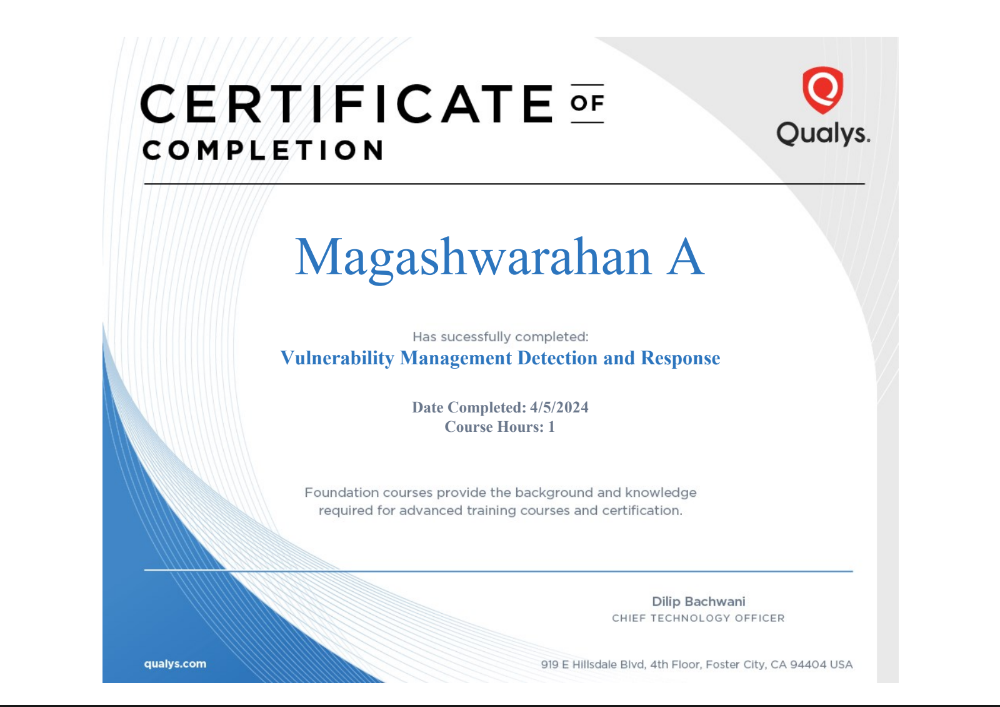 CERTIFICATE OF
COMPLETION
Qualys.
Magashwarahan A
Has sucessfully completed:
Vulnerability Management Detection and Response
Date Completed: 4/5/2024
Course Hours: 1
Foundation courses provide the background and knowledge
required for advanced training courses and certification.
Dilip Bachwani
CHIEF TECHNOLOGY OFFICER
qualys.com
919 E Hillsdale Blvd, 4th Floor, Foster City, CA 94404 USA